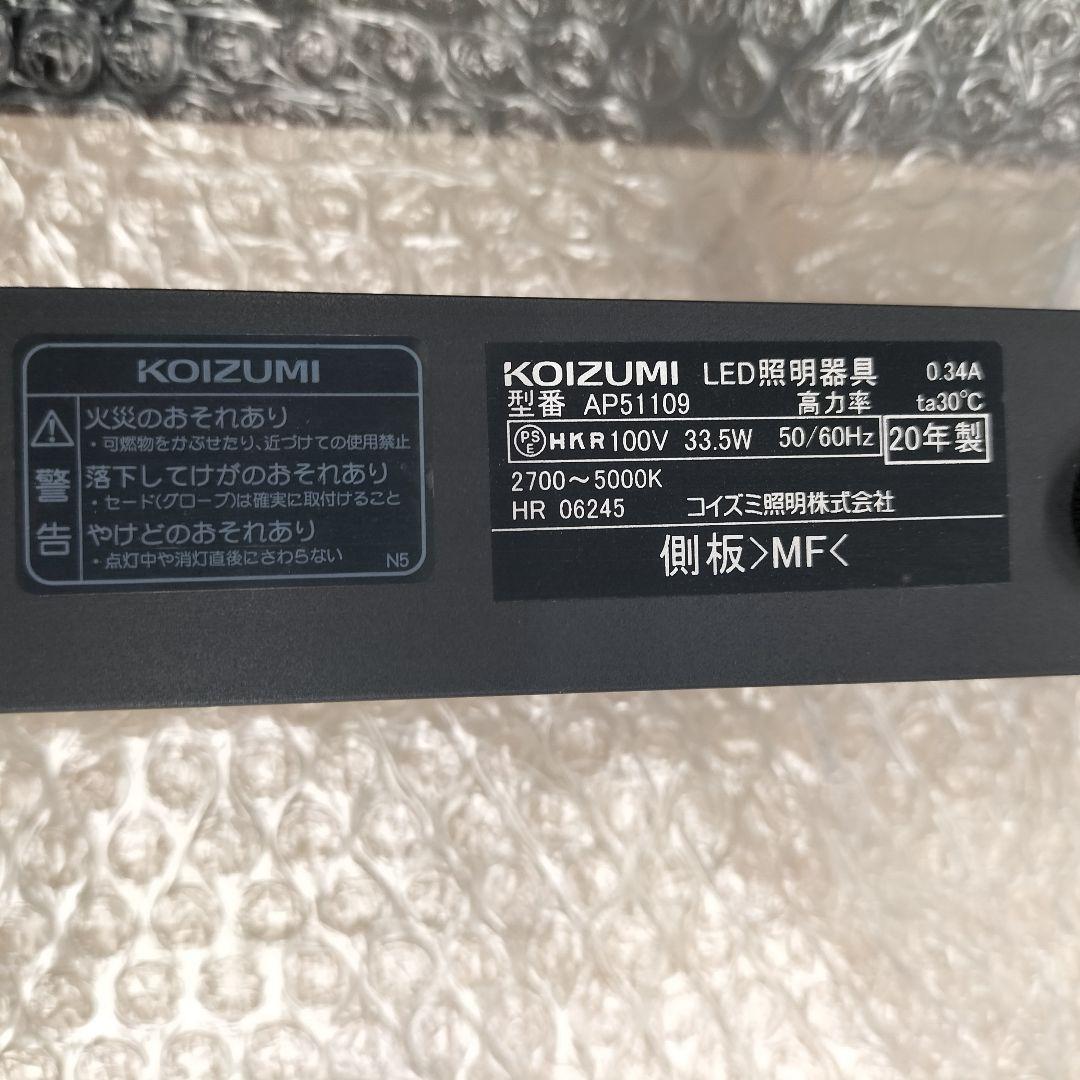 KOIZUMI
警告
火災のおそれあり
・可燃物をかぶせたり、近づけての使用禁止
落下してけがのおそれあり
・セード(グローブ)は確実に取付けること
やけどのおそれあり
・点灯中や消灯直後にさわらない N5
KOIZUMI LED照明器具 0.34A
型番 AP51109 高力率 ta30℃
PSE HKR 100V 33.5W 50/60Hz 20年製
2700～5000K
HR 06245 コイズミ照明株式会社
側板>MF<